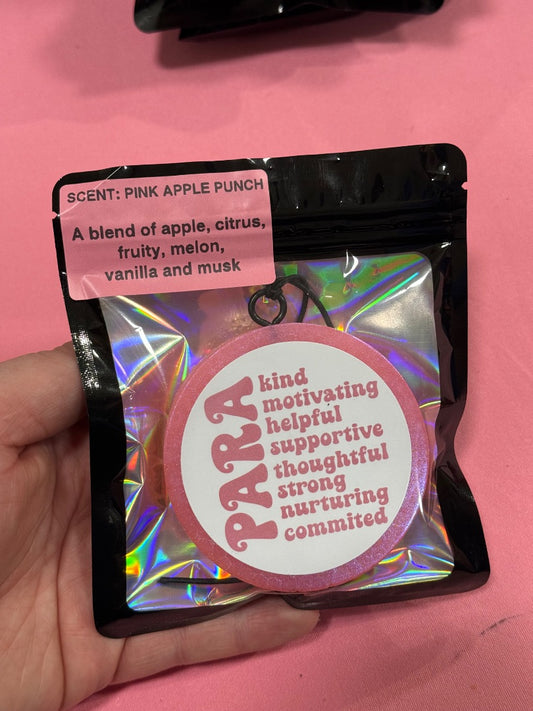 SCENT: PINK APPLE PUNCH
A blend of apple, citrus,
fruity, melon,
vanilla and musk
PARA
kind
motivating
helpful
supportive
thoughtful
strong
nurturing
commited